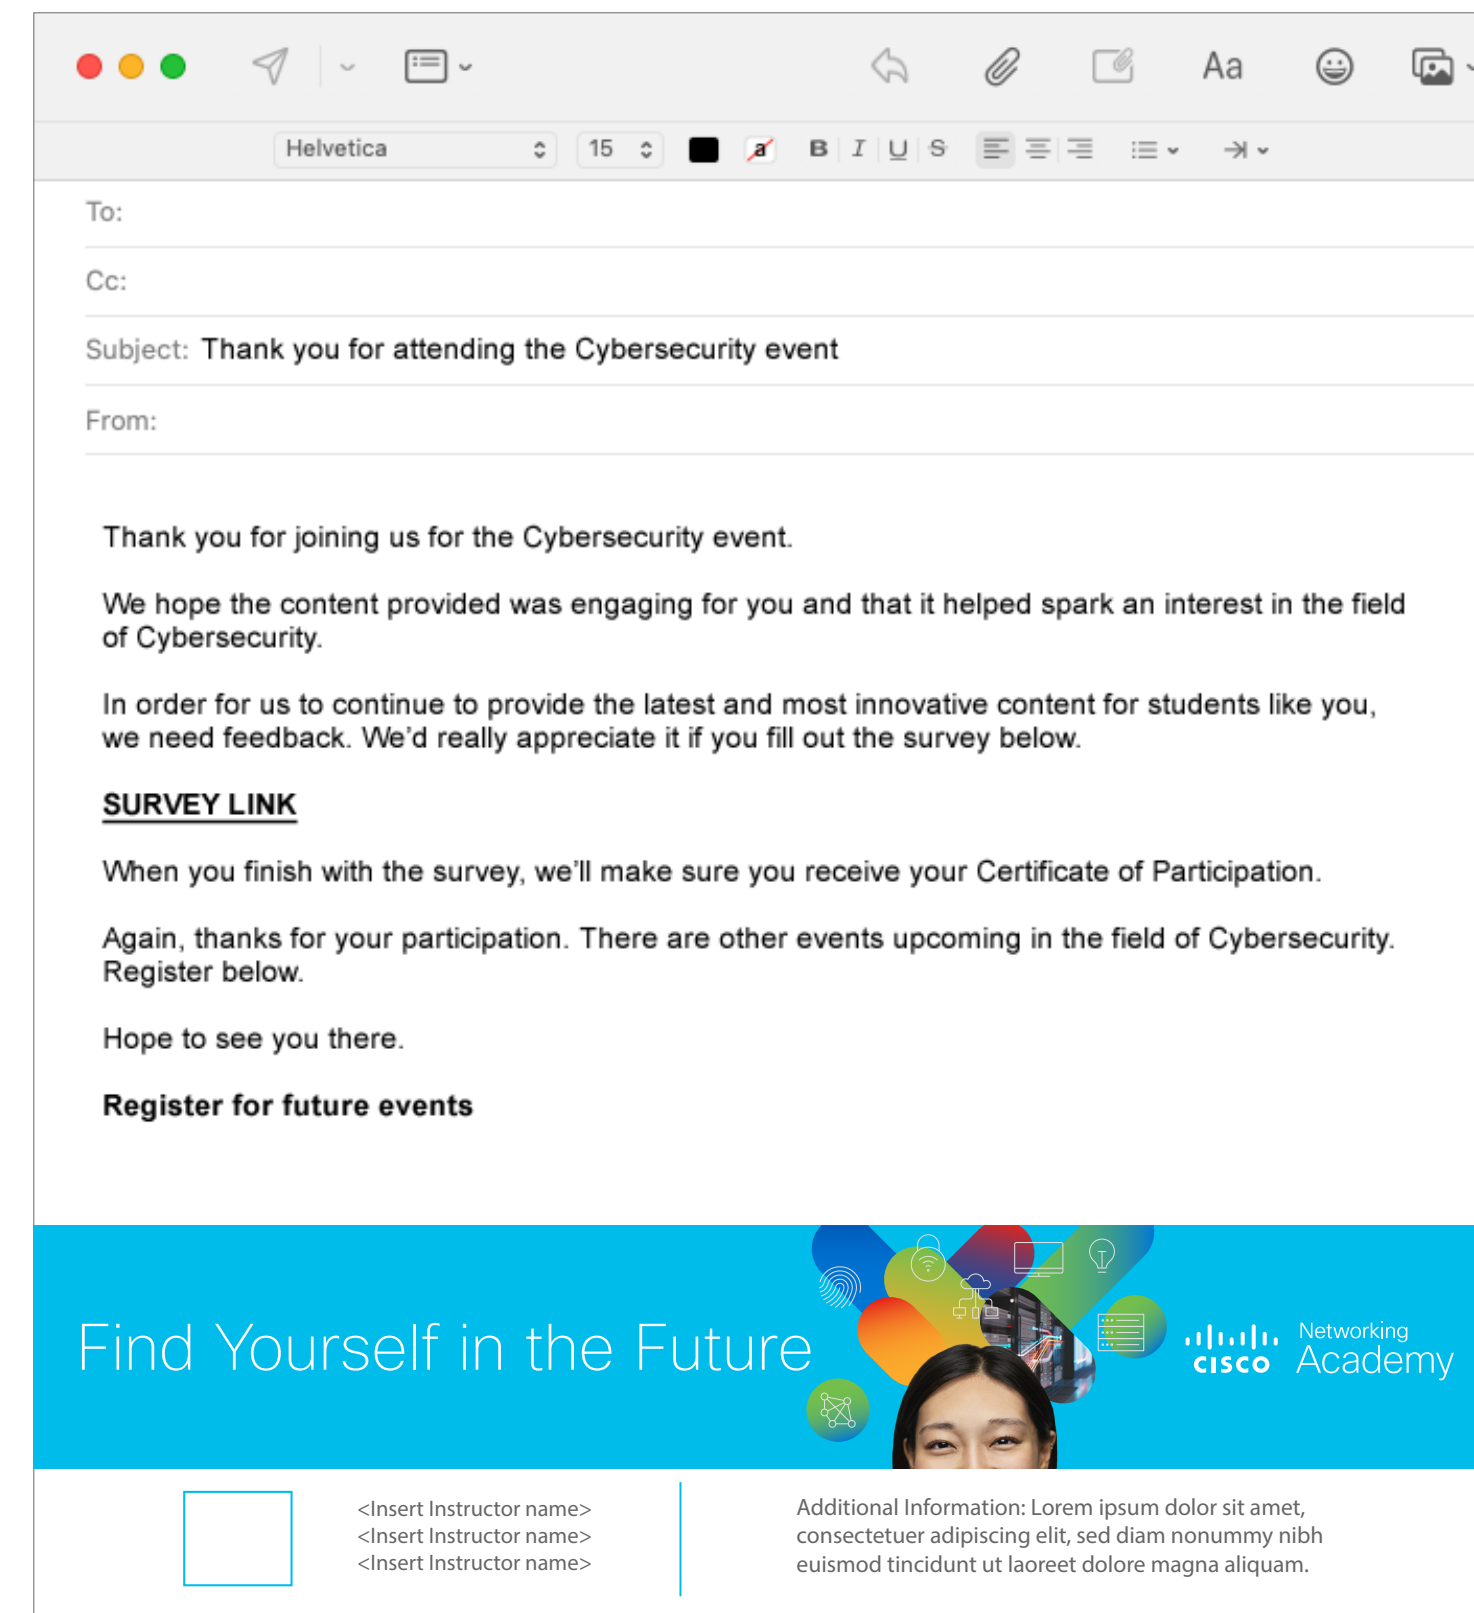 Aa
Helvetica
15
a
B I U S
To:
Cc:
Subject: Thank you for attending the Cybersecurity event
From:
Thank you for joining us for the Cybersecurity event.
We hope the content provided was engaging for you and that it helped spark an interest in the field
of Cybersecurity.
In order for us to continue to provide the latest and most innovative content for students like you,
we need feedback. We’d really appreciate it if you fill out the survey below.
SURVEY LINK
When you finish with the survey, we’ll make sure you receive your Certificate of Participation.
Again, thanks for your participation. There are other events upcoming in the field of Cybersecurity.
Register below.
Hope to see you there.
Register for future events
Find Yourself in the Future
CISCO
Networking
Academy
<Insert Instructor name>
<Insert Instructor name>
<Insert Instructor name>
Additional Information: Lorem ipsum dolor sit amet,
consectetuer adipiscing elit, sed diam nonummy nibh
euismod tincidunt ut laoreet dolore magna aliquam.